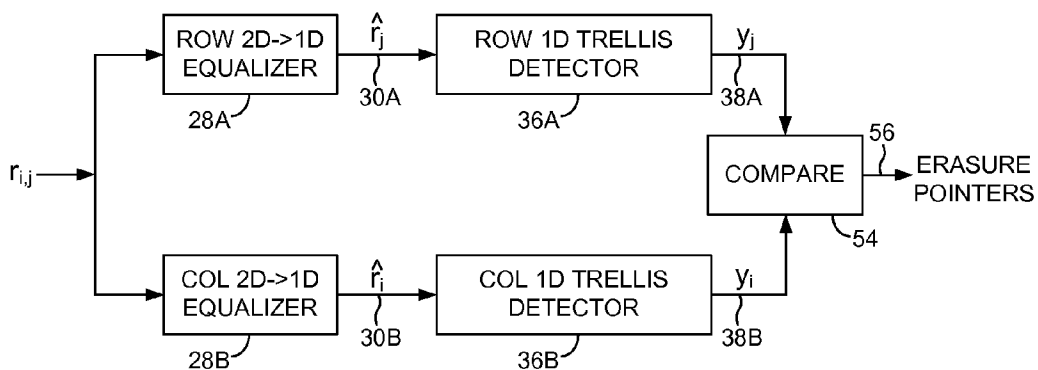 ROW 2D->1D
EQUALIZER
28A
r̂j
30A
ROW 1D TRELLIS
DETECTOR
36A
yj
38A
ri,j
COMPARE
54
56
ERASURE
POINTERS
COL 2D->1D
EQUALIZER
28B
r̂i
30B
COL 1D TRELLIS
DETECTOR
36B
yi
38B